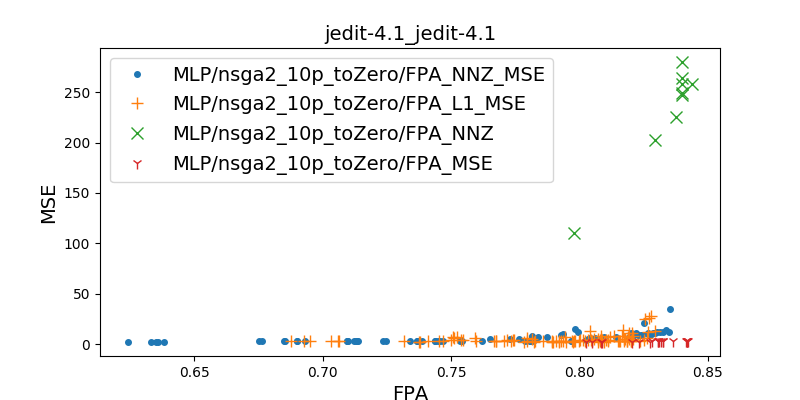 jedit-4.1_jedit-4.1
MLP/nsga2_10p_toZero/FPA_NNZ_MSE
MLP/nsga2_10p_toZero/FPA_L1_MSE
MLP/nsga2_10p_toZero/FPA_NNZ
MLP/nsga2_10p_toZero/FPA_MSE
MSE
250
200
150
100
50
0
0.65 0.70 0.75 0.80 0.85
FPA